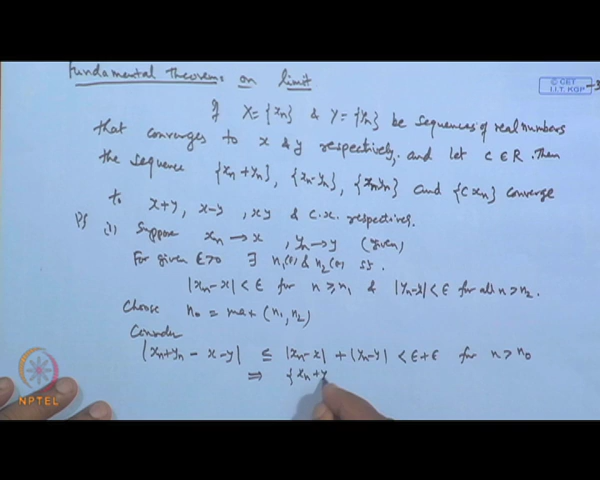 Fundamental Theorems on limit
© CET
I.I.T. KGP
If X = {xn} & Y = {yn} be sequences of real numbers
that converges to x & y respectively, and let c ∈ R. Then
the sequence {xn + yn}, {xn - yn}, {xn yn} and {c xn} converge
to x+y, x-y, xy & c.x. respectives.
Pf (i) Suppose xn → x, yn → y (given)
For given ε>0 ∃ n1(ε) & n2(ε) st.
|xn - x| < ε for n ≥ n1 & |yn - y| < ε for all n ≥ n2.
Choose n0 = max (n1, n2)
Consider
|xn+yn - x-y| ≤ |xn-x| + |yn-y| < ε+ε for n > n0
⇒ {xn + y
NPTEL